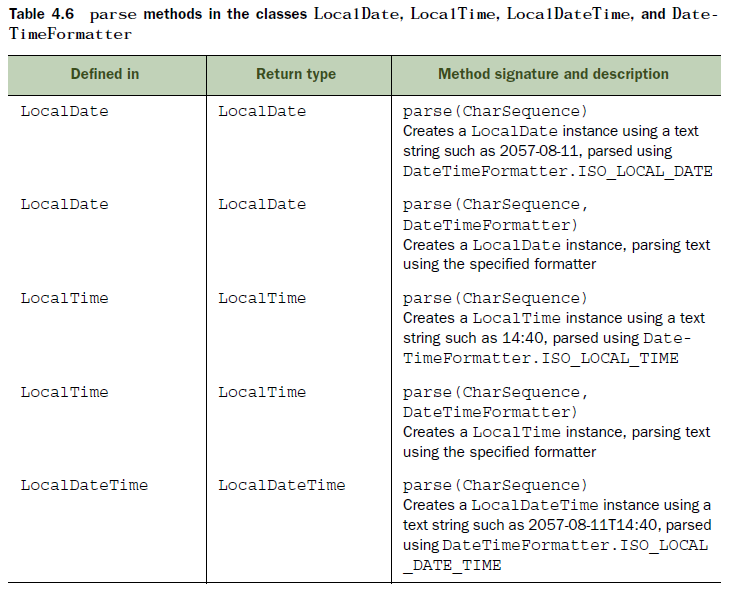 Table 4.6 parse methods in the classes LocalDate, LocalTime, LocalDateTime, and Date-
TimeFormatter
Defined in Return type Method signature and description
LocalDate LocalDate parse(CharSequence)
Creates a LocalDate instance using a text
string such as 2057-08-11, parsed using
DateTimeFormatter.ISO_LOCAL_DATE
LocalDate LocalDate parse(CharSequence,
DateTimeFormatter)
Creates a LocalDate instance, parsing text
using the specified formatter
LocalTime LocalTime parse(CharSequence)
Creates a LocalTime instance using a text
string such as 14:40, parsed using Date-
TimeFormatter.ISO_LOCAL_TIME
LocalTime LocalTime parse(CharSequence,
DateTimeFormatter)
Creates a LocalTime instance, parsing text
using the specified formatter
LocalDateTime LocalDateTime parse(CharSequence)
Creates a LocalDateTime instance using a
text string such as 2057-08-11T14:40, parsed
using DateTimeFormatter.ISO_LOCAL
_DATE_TIME